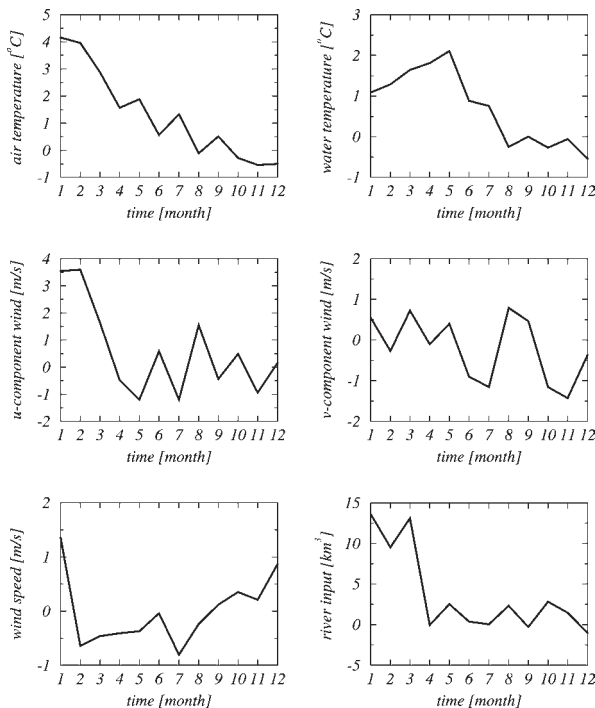 air temperature [°C]
5
4
3
2
1
0
-1
1 2 3 4 5 6 7 8 9 10 11 12
time [month]
water temperature [°C]
3
2
1
0
-1
1 2 3 4 5 6 7 8 9 10 11 12
time [month]
u-component wind [m/s]
4
3
2
1
0
-1
-2
1 2 3 4 5 6 7 8 9 10 11 12
time [month]
v-component wind [m/s]
2
1
0
-1
-2
1 2 3 4 5 6 7 8 9 10 11 12
time [month]
wind speed [m/s]
2
1
0
-1
1 2 3 4 5 6 7 8 9 10 11 12
time [month]
river input [km³]
15
10
5
0
-5
1 2 3 4 5 6 7 8 9 10 11 12
time [month]